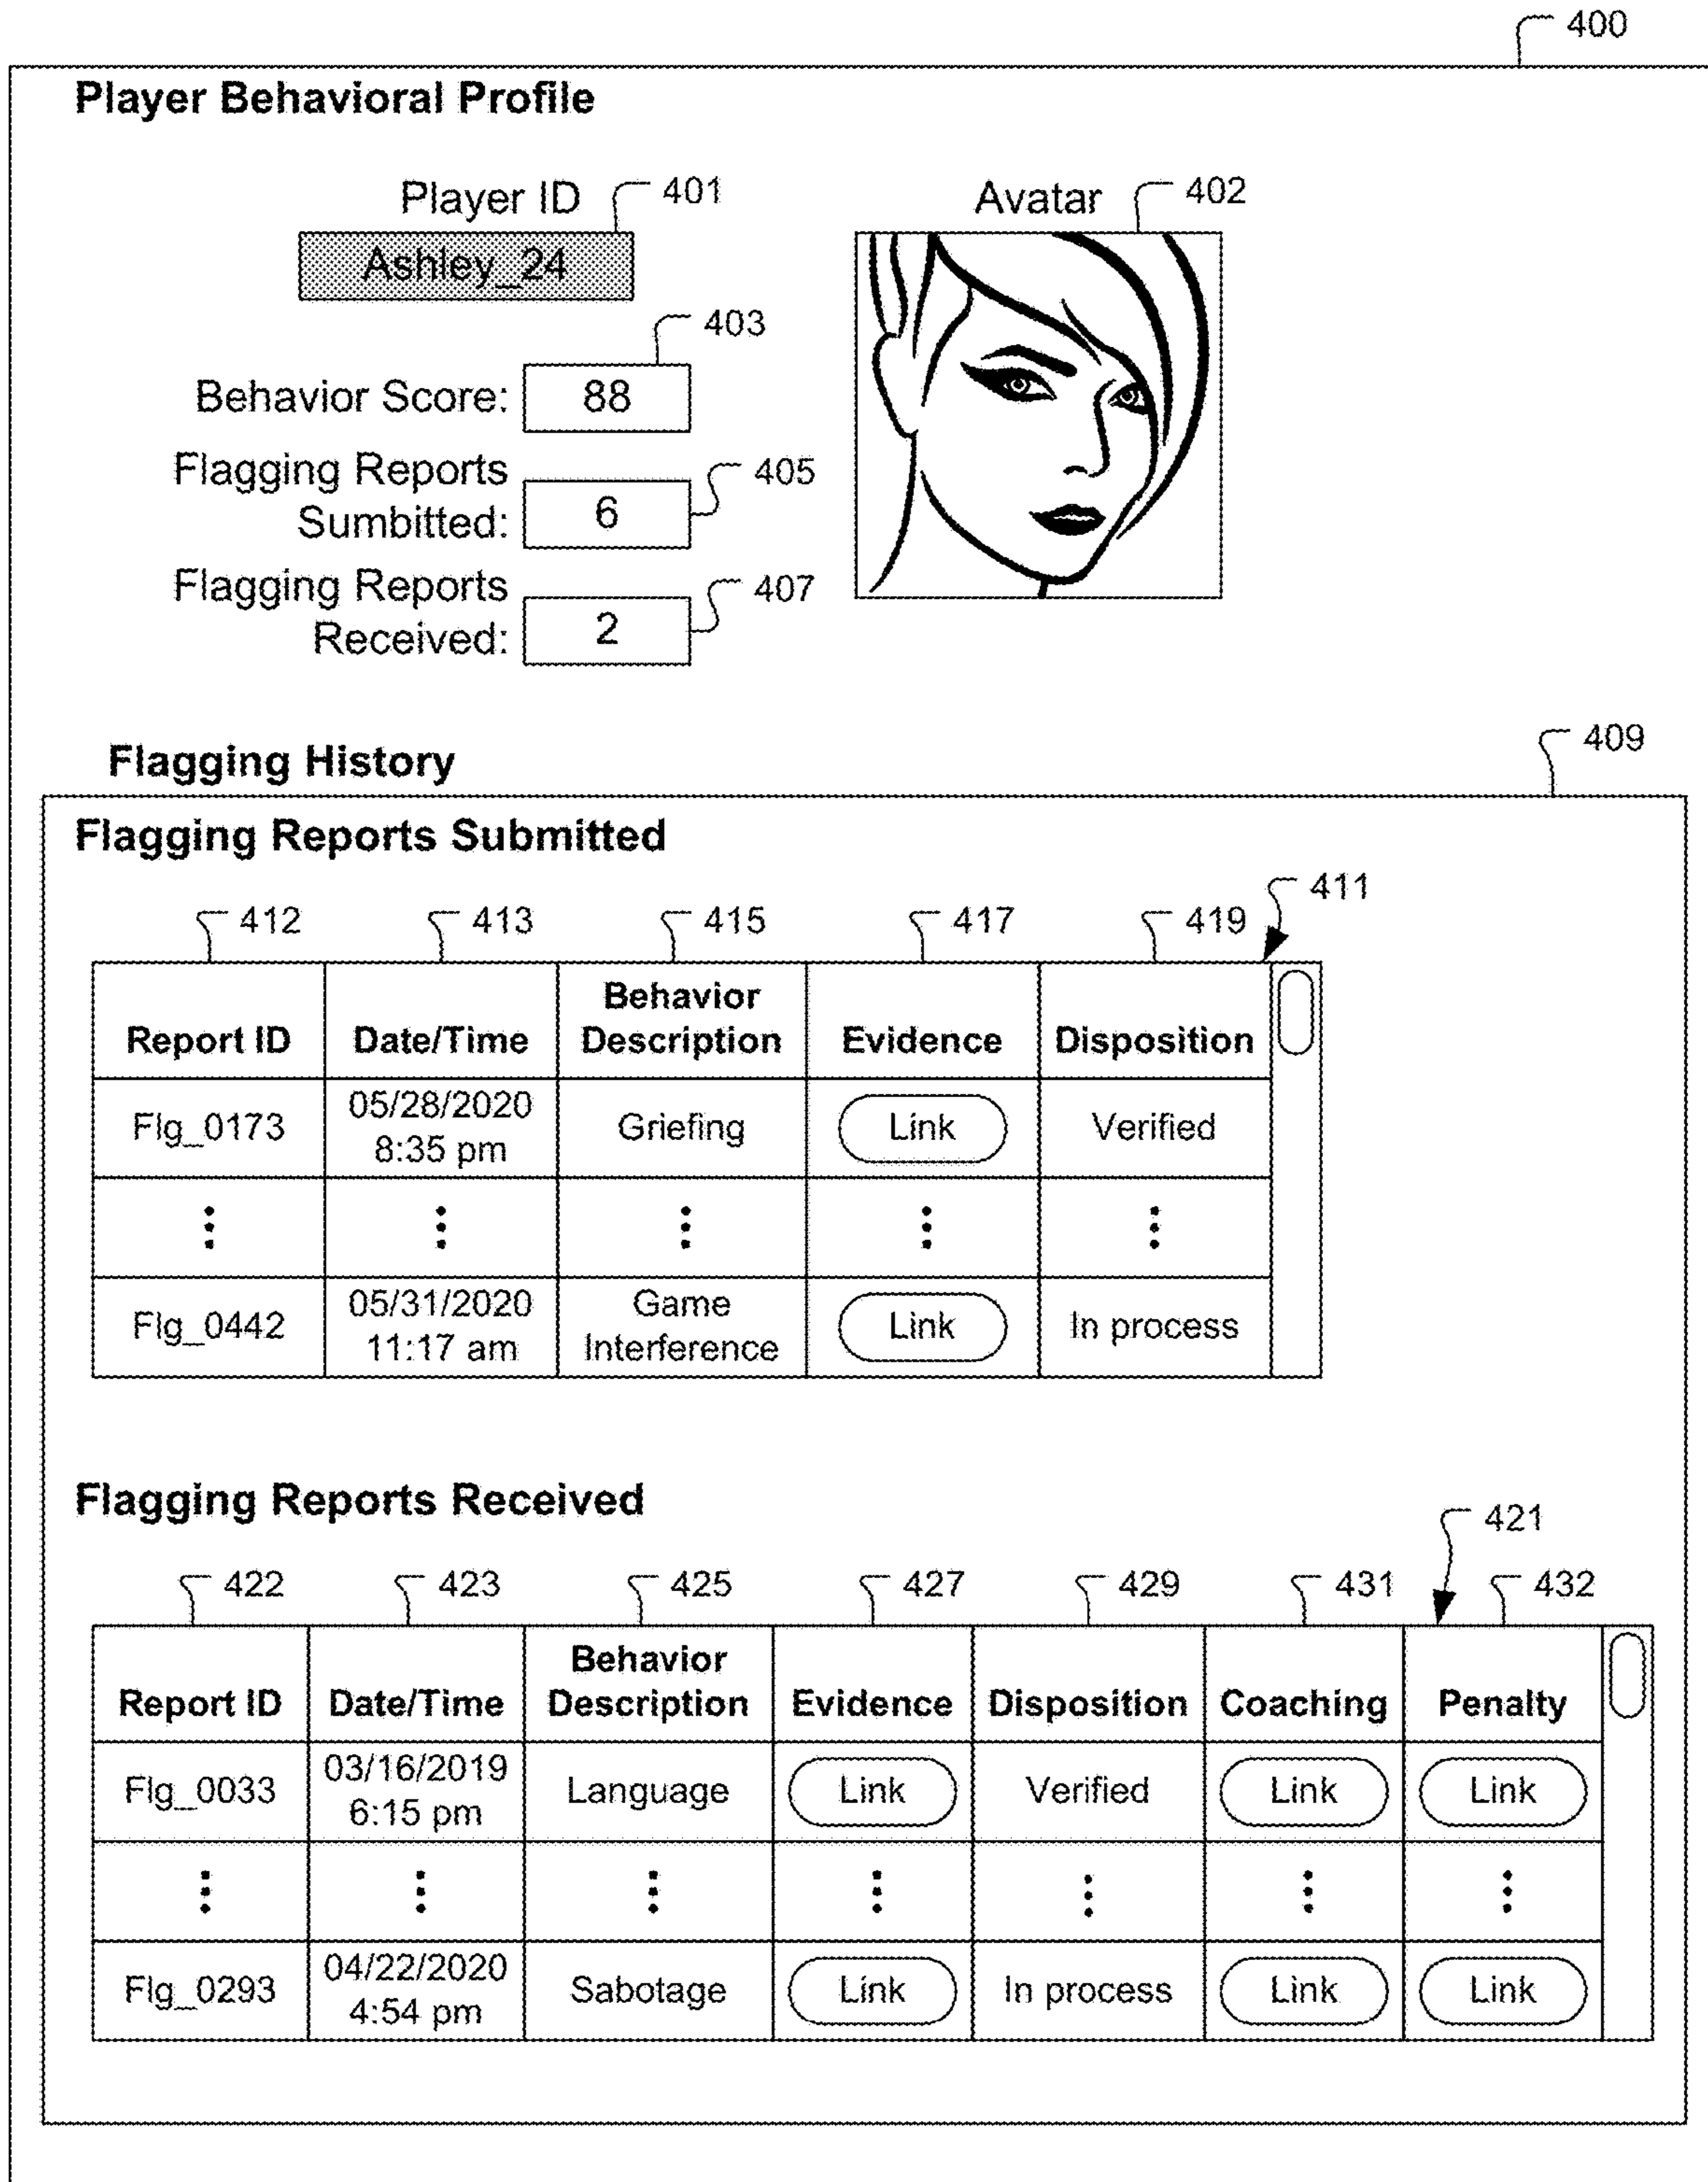 400
Player Behavioral Profile
Player ID 401
Ashley_24
Avatar 402
403
Behavior Score: 88
Flagging Reports
Sumbitted: 6 405
Flagging Reports
Received: 2 407
Flagging History 409
Flagging Reports Submitted
411
412 413 415 417 419
Report ID Date/Time Behavior Description Evidence Disposition
Flg_0173 05/28/2020 8:35 pm Griefing Link Verified
Flg_0442 05/31/2020 11:17 am Game Interference Link In process
Flagging Reports Received
421
422 423 425 427 429 431 432
Report ID Date/Time Behavior Description Evidence Disposition Coaching Penalty
Flg_0033 03/16/2019 6:15 pm Language Link Verified Link Link
Flg_0293 04/22/2020 4:54 pm Sabotage Link In process Link Link